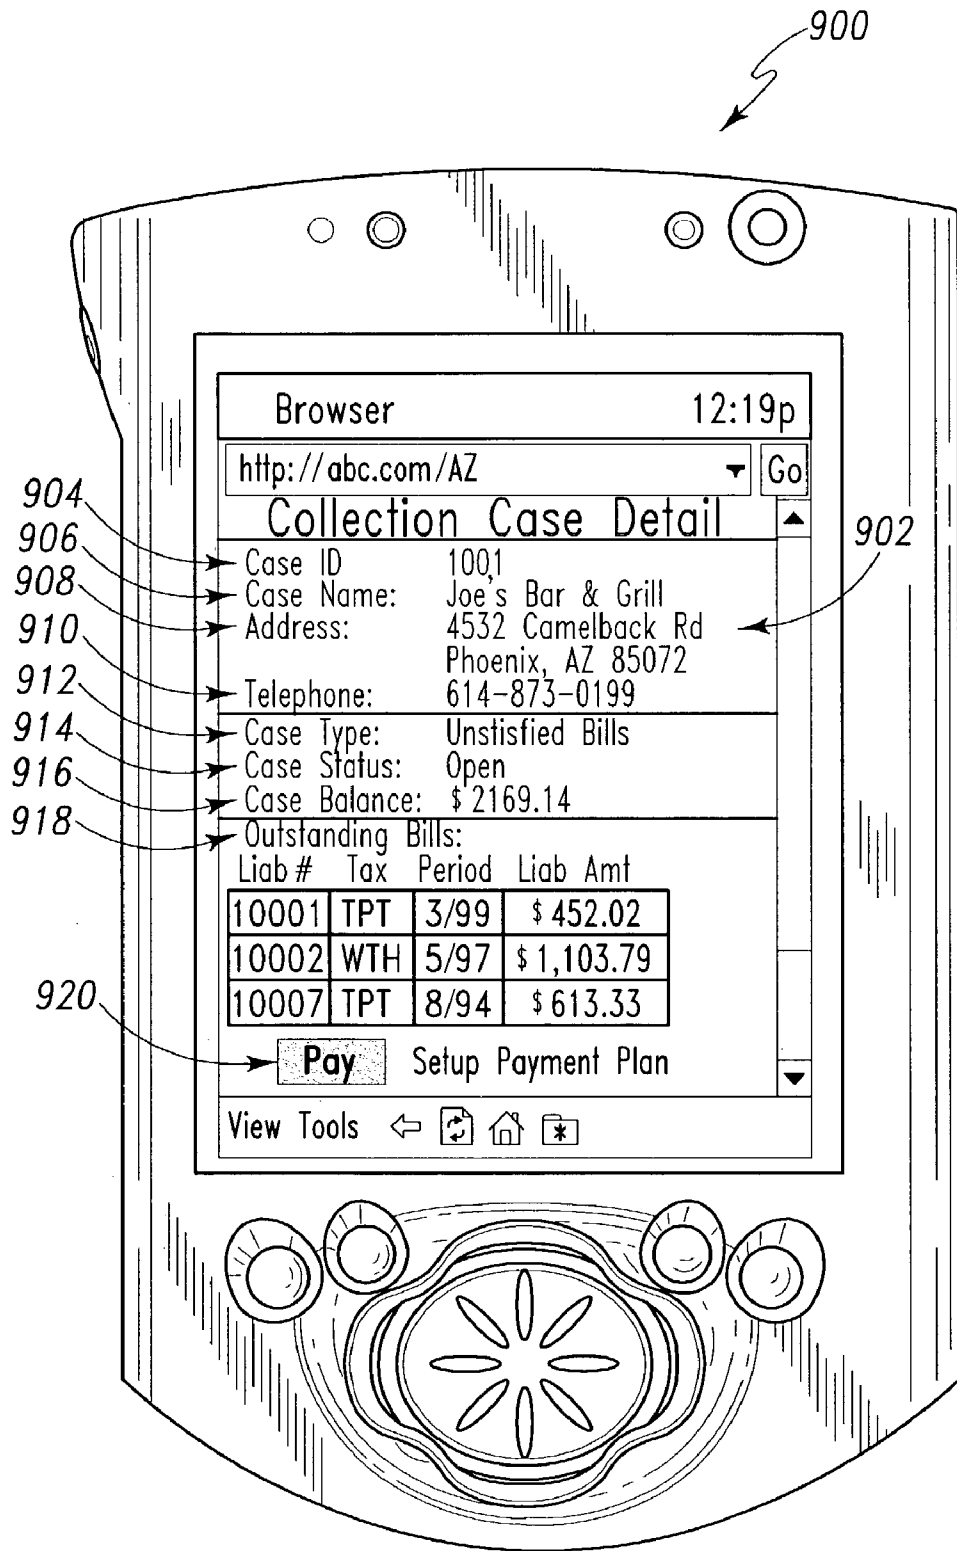 900
Browser 12:19p
http://abc.com/AZ Go
Collection Case Detail
904
906
908
910
912
914
916
918
920
902
Case ID 1001
Case Name: Joe's Bar & Grill
Address: 4532 Camelback Rd
Phoenix, AZ 85072
Telephone: 614-873-0199
Case Type: Unstisfied Bills
Case Status: Open
Case Balance: $2169.14
Outstanding Bills:
Liab # Tax Period Liab Amt
10001 TPT 3/99 $452.02
10002 WTH 5/97 $1,103.79
10007 TPT 8/94 $613.33
Pay Setup Payment Plan
View Tools